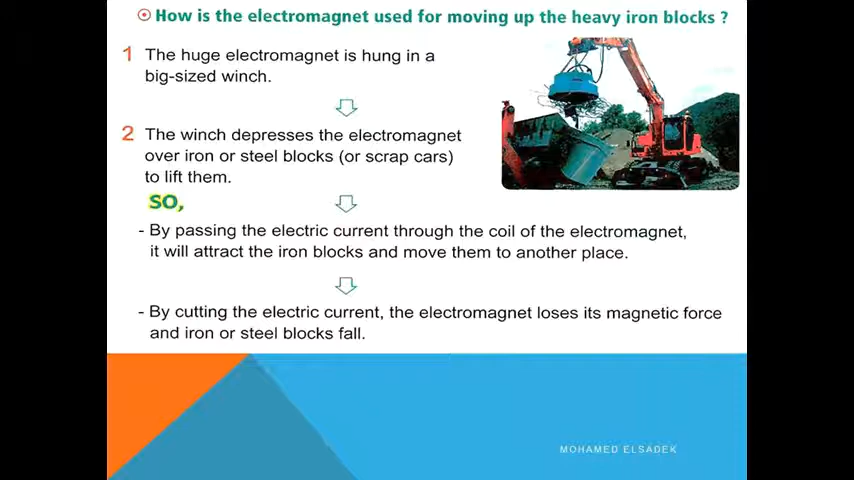 How is the electromagnet used for moving up the heavy iron blocks ?
1 The huge electromagnet is hung in a
big-sized winch.
2 The winch depresses the electromagnet
over iron or steel blocks (or scrap cars)
to lift them.
SO,
- By passing the electric current through the coil of the electromagnet,
it will attract the iron blocks and move them to another place.
- By cutting the electric current, the electromagnet loses its magnetic force
and iron or steel blocks fall.
MOHAMED ELSADEK